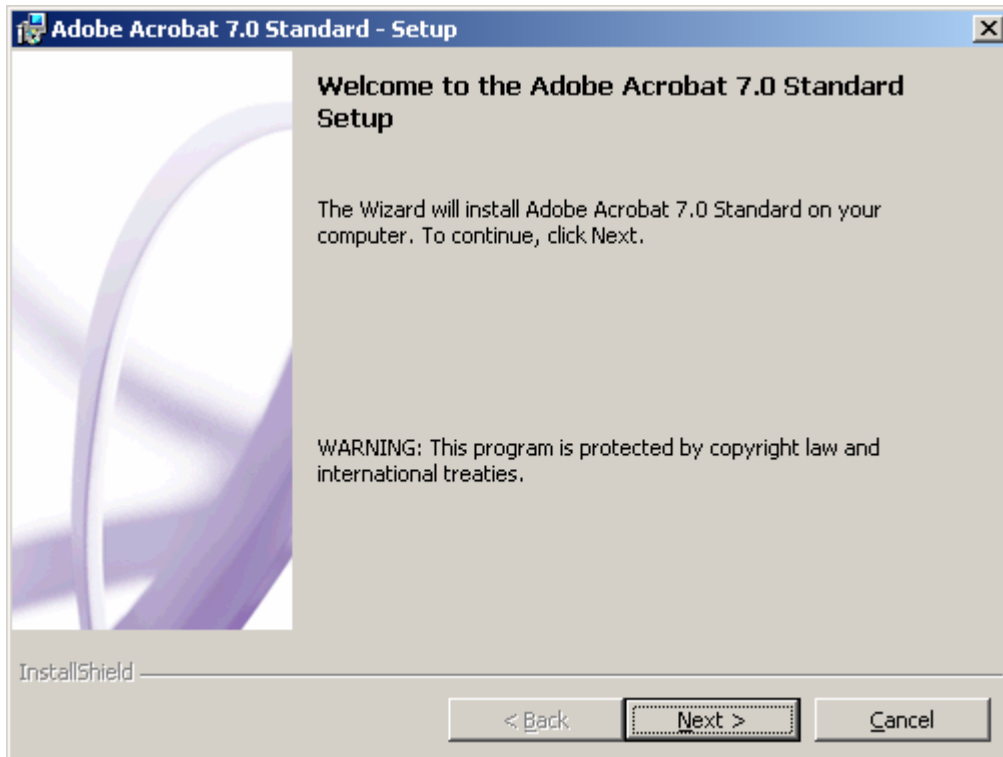 Adobe Acrobat 7.0 Standard - Setup
Welcome to the Adobe Acrobat 7.0 Standard
Setup
The Wizard will install Adobe Acrobat 7.0 Standard on your
computer. To continue, click Next.
WARNING: This program is protected by copyright law and
international treaties.
InstallShield
< Back
Next >
Cancel